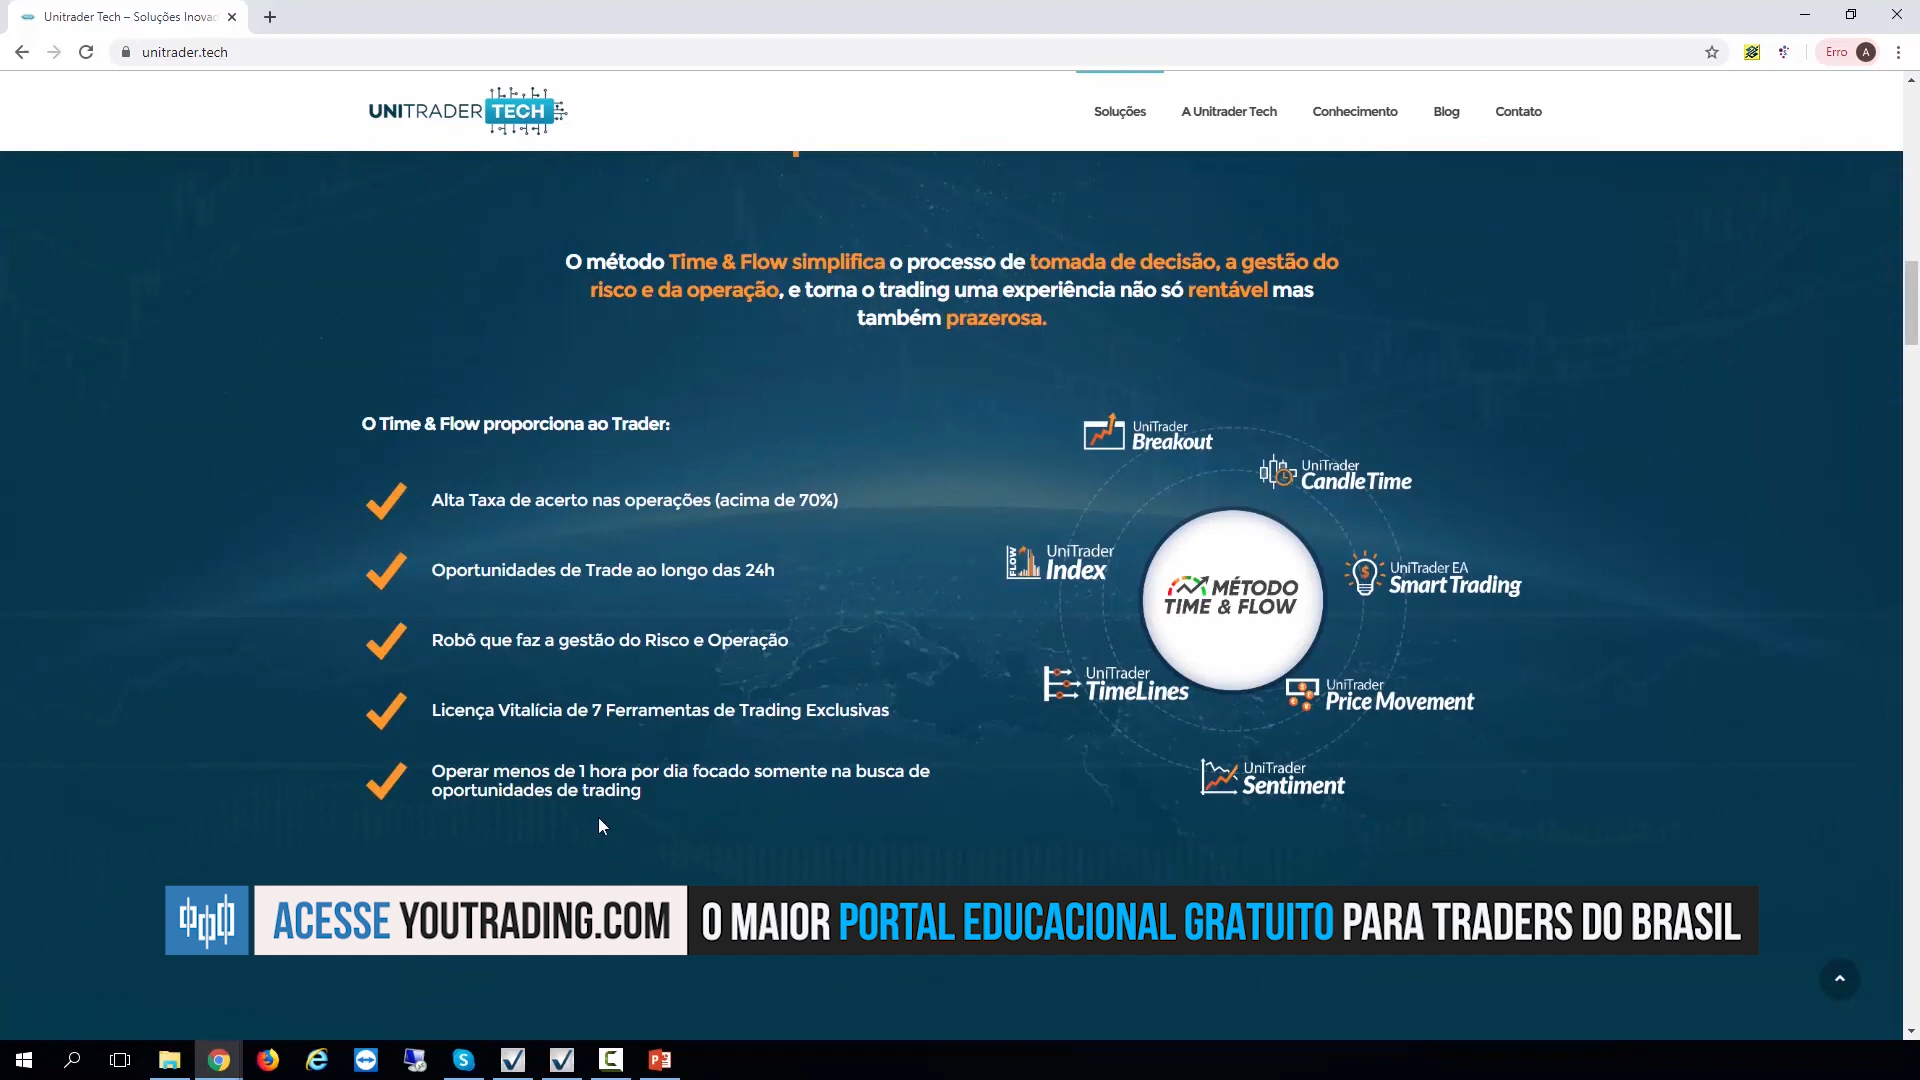 Unitrader Tech – Soluções Inovad
unitrader.tech
Erro
A
UNITRADER TECH
Soluções
A Unitrader Tech
Conhecimento
Blog
Contato
O método Time & Flow simplifica o processo de tomada de decisão, a gestão do
risco e da operação, e torna o trading uma experiência não só rentável mas
também prazerosa.
O Time & Flow proporciona ao Trader:
Alta Taxa de acerto nas operações (acima de 70%)
Oportunidades de Trade ao longo das 24h
Robô que faz a gestão do Risco e Operação
Licença Vitalícia de 7 Ferramentas de Trading Exclusivas
Operar menos de 1 hora por dia focado somente na busca de
oportunidades de trading
UniTrader
Breakout
UniTrader
CandleTime
FLOW
UniTrader
Index
UniTrader EA
SmartTrading
MÉTODO
TIME & FLOW
UniTrader
TimeLines
UniTrader
Price Movement
UniTrader
Sentiment
ACESSE YOUTRADING.COM
O MAIOR PORTAL EDUCACIONAL GRATUITO PARA TRADERS DO BRASIL